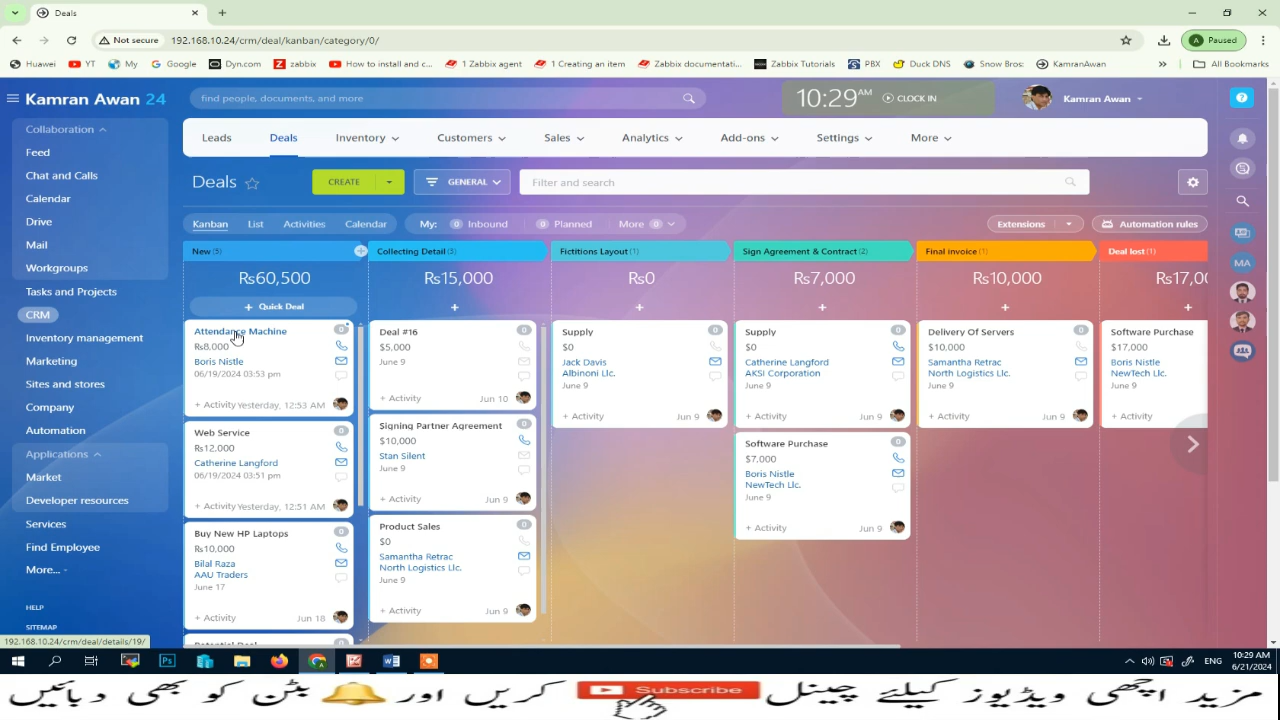 Deals
Not secure 192.168.10.24/crm/deal/kanban/category/0/
A Paused
Huawei YT My Google Dyn.com zabbix How to install and c... 1 Zabbix agent 1 Creating an item Zabbix documentati... Zabbix Tutorials PBX Duck DNS Snow Bros: KamranAwan » All Bookmarks
Kamran Awan 24
find people, documents, and more
10:29 AM CLOCK IN
Kamran Awan
Collaboration
Feed
Chat and Calls
Calendar
Drive
Mail
Workgroups
Tasks and Projects
CRM
Inventory management
Marketing
Sites and stores
Company
Automation
Applications
Market
Developer resources
Services
Find Employee
More...
HELP
SITEMAP
192.168.10.24/crm/deal/details/19/
Leads Deals Inventory Customers Sales Analytics Add-ons Settings More
Deals CREATE GENERAL Filter and search
Kanban List Activities Calendar My: 0 Inbound 0 Planned More 0 Extensions Automation rules
New (5)
Rs60,500
+ Quick Deal
Attendance Machine 0
Rs8,000
Boris Nistle
06/19/2024 03:53 pm
+ Activity Yesterday, 12:53 AM
Web Service 0
Rs12,000
Catherine Langford
06/19/2024 03:51 pm
+ Activity Yesterday, 12:51 AM
Buy New HP Laptops 0
Rs10,000
Bilal Raza
AAU Traders
June 17
+ Activity Jun 18
Collecting Detail (3)
Rs15,000
+
Deal #16 0
$5,000
June 9
+ Activity Jun 10
Signing Partner Agreement 0
$10,000
Stan Silent
June 9
+ Activity Jun 9
Product Sales 0
$0
Samantha Retrac
North Logistics Llc.
June 9
+ Activity Jun 9
Fictitions Layout (1)
Rs0
+
Supply 0
$0
Jack Davis
Albinoni Llc.
June 9
+ Activity Jun 9
Sign Agreement & Contract (2)
Rs7,000
+
Supply 0
$0
Catherine Langford
AKSI Corporation
June 9
+ Activity Jun 9
Software Purchase 0
$7,000
Boris Nistle
NewTech Llc.
June 9
+ Activity Jun 9
Final invoice (1)
Rs10,000
+
Delivery Of Servers 0
$10,000
Samantha Retrac
North Logistics Llc.
June 9
+ Activity Jun 9
Deal lost (1)
Rs17,0
+
Software Purchase
$17,000
Boris Nistle
NewTech Llc.
June 9
+ Activity
MA
Ps
ENG
10:29 AM
6/21/2024
مزید اچھی ویڈیوز کیلئے چینل Subscribe کریں اور بٹن کو بھی دبائیں